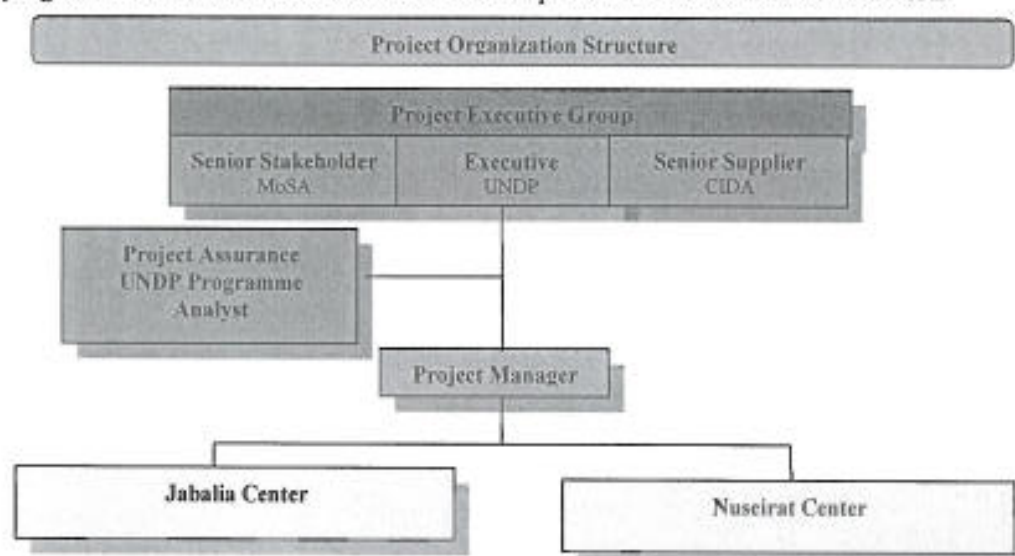 Project Organization Structure
Project Executive Group
Senior Stakeholder
MoSA
Executive
UNDP
Senior Supplier
CIDA
Project Assurance
UNDP Programme
Analyst
Project Manager
Jabalia Center
Nuseirat Center